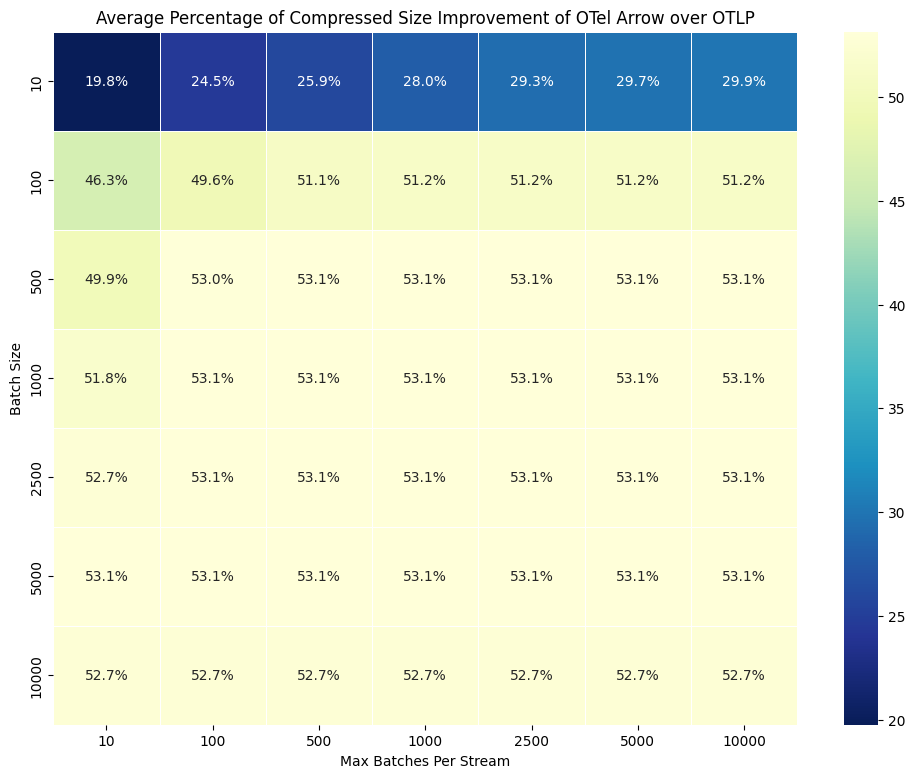 Average Percentage of Compressed Size Improvement of OTel Arrow over OTLP
10 19.8% 24.5% 25.9% 28.0% 29.3% 29.7% 29.9%
100 46.3% 49.6% 51.1% 51.2% 51.2% 51.2% 51.2%
500 49.9% 53.0% 53.1% 53.1% 53.1% 53.1% 53.1%
1000 51.8% 53.1% 53.1% 53.1% 53.1% 53.1% 53.1%
2500 52.7% 53.1% 53.1% 53.1% 53.1% 53.1% 53.1%
5000 53.1% 53.1% 53.1% 53.1% 53.1% 53.1% 53.1%
10000 52.7% 52.7% 52.7% 52.7% 52.7% 52.7% 52.7%
Batch Size
10 100 500 1000 2500 5000 10000
Max Batches Per Stream
50
45
40
35
30
25
20